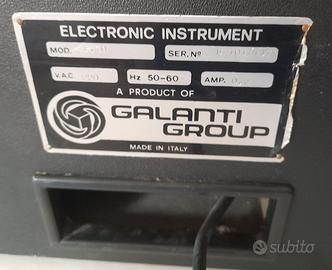 ELECTRONIC INSTRUMENT
MOD. SER.Nº
V.A.C. Hz 50-60 AMP.
A PRODUCT OF
GALANTI
GROUP
MADE IN ITALY
subito